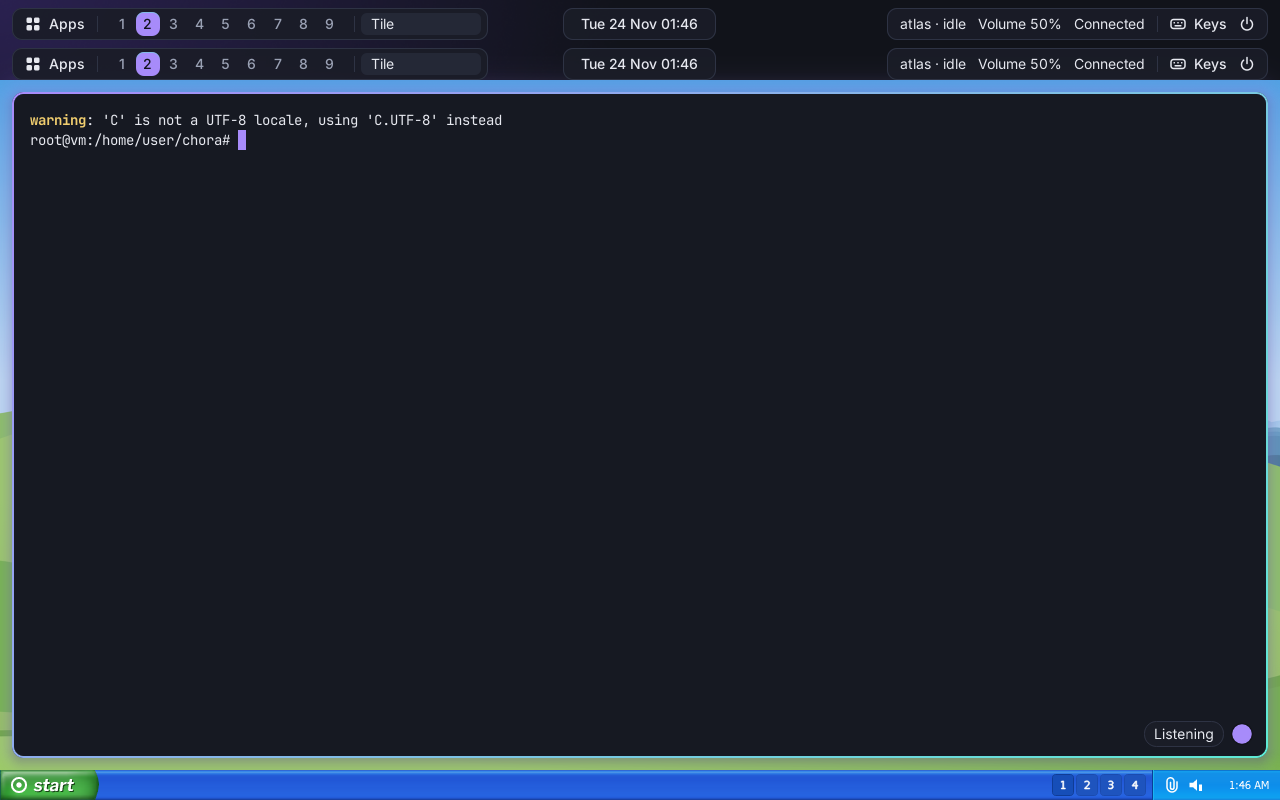 Apps 1 2 3 4 5 6 7 8 9 Tile Tue 24 Nov 01:46 atlas · idle Volume 50% Connected Keys
Apps 1 2 3 4 5 6 7 8 9 Tile Tue 24 Nov 01:46 atlas · idle Volume 50% Connected Keys
warning: 'C' is not a UTF-8 locale, using 'C.UTF-8' instead
root@vm:/home/user/chora#
Listening
start 1 2 3 4 1:46 AM